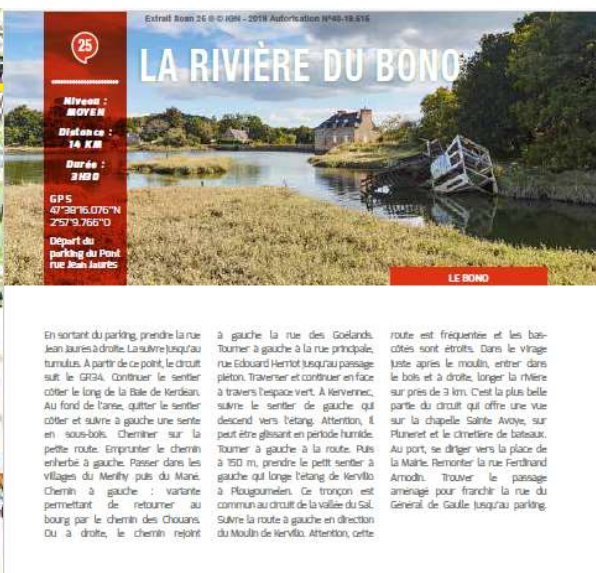 Extrait Scan 25 ® © IGN - 2018 Autorisation N°40-18.616
25
LA RIVIÈRE DU BONO
Niveau :
MOYEN
Distance :
14 KM
Durée :
3H30
GPS
47°38'16.076"N
2°57'9.766"O
Départ du
parking du Pont
rue Jean Jaurès
LE BONO
En sortant du parking, prendre la rue
Jean Jaurès à droite. La suivre jusqu'au
tumulus. À partir de ce point, le circuit
suit le GR34. Continuer le sentier
côtier le long de la Baie de Kerdean.
Au fond de l'anse, quitter le sentier
côtier et suivre à gauche une sente
en sous-bois. Cheminer sur la
petite route. Emprunter le chemin
enherbé à gauche. Passer dans les
villages du Menihy puis du Mané.
Chemin à gauche : variante
permettant de retourner au
bourg par le chemin des Chouans.
Ou à droite, le chemin rejoint
à gauche la rue des Goélands.
Tourner à gauche à la rue principale,
rue Edouard Herriot jusqu'au passage
piéton. Traverser et continuer en face
à travers l'espace vert. À Kervennec,
suivre le sentier de gauche qui
descend vers l'étang. Attention, il
peut être glissant en période humide.
Tourner à gauche à la route. Puis
à 150 m, prendre le petit sentier à
gauche qui longe l'étang de Kervilio
à Plougoumelen. Ce tronçon est
commun au circuit de la vallée du Sal.
Suivre la route à gauche en direction
du Moulin de Kervilio. Attention, cette
route est fréquentée et les bas-
côtés sont étroits. Dans le virage
juste après le moulin, entrer dans
le bois et à droite, longer la rivière
sur près de 3 km. C'est la plus belle
partie du circuit qui offre une vue
sur la chapelle Sainte Avoye, sur
Pluneret et le cimetière de bateaux.
Au port, se diriger vers la place de
la Mairie. Remonter la rue Ferdinand
Arnodin. Trouver le passage
aménagé pour franchir la rue du
Général de Gaulle jusqu'au parking.